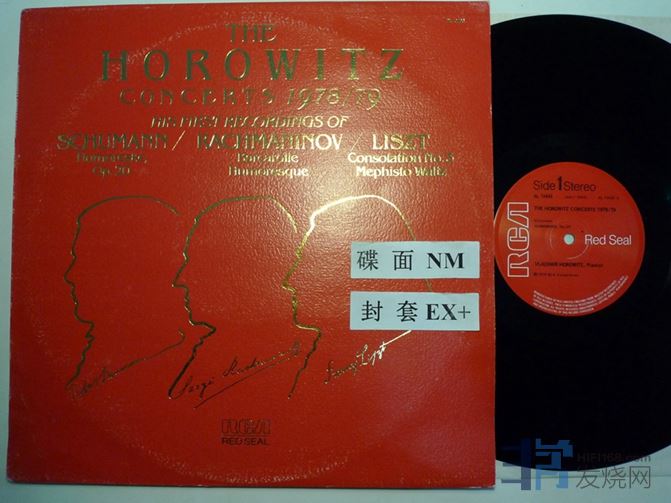 THE
HOROWITZ
CONCERTS 1978/79
HIS FIRST RECORDINGS OF
SCHUMANN / RACHMANINOV / LISZT
Humoreske, Barcarolle Consolation No. 3
Op. 20 Humoresque Mephisto Waltz
碟面 NM
封套 EX+
RCA
RED SEAL
Side 1 Stereo
THE HOROWITZ CONCERTS 1978/79
VLADIMIR HOROWITZ, Pianist
RCA
Red Seal
HIFI168.com
发烧网